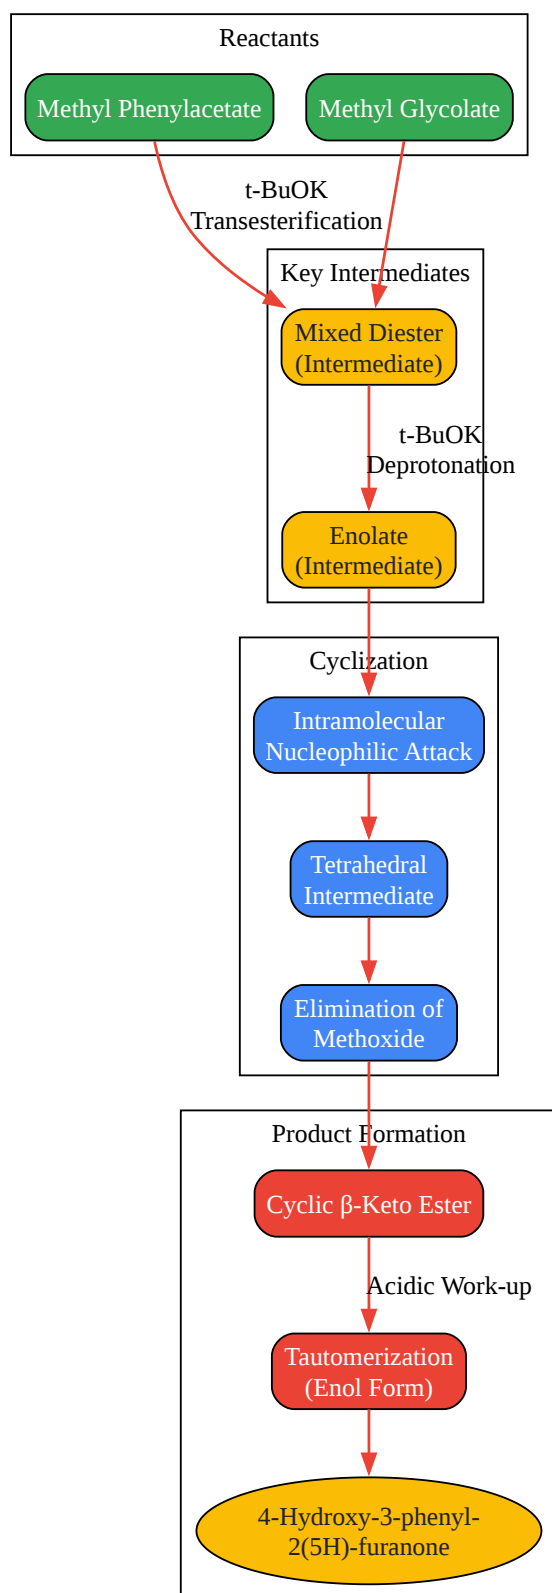 Reactants
Methyl Phenylacetate
Methyl Glycolate
t-BuOK
Transesterification
Key Intermediates
Mixed Diester
(Intermediate)
t-BuOK
Deprotonation
Enolate
(Intermediate)
Cyclization
Intramolecular
Nucleophilic Attack
Tetrahedral
Intermediate
Elimination of
Methoxide
Product Formation
Cyclic β-Keto Ester
Acidic Work-up
Tautomerization
(Enol Form)
4-Hydroxy-3-phenyl-
2(5H)-furanone